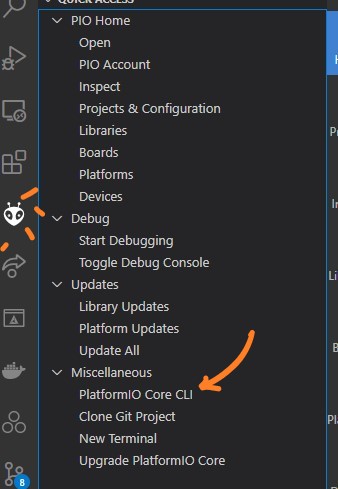 QUICK ACCESS
PIO Home
Open
PIO Account
Inspect
Projects & Configuration
Libraries
Boards
Platforms
Devices
Debug
Start Debugging
Toggle Debug Console
Updates
Library Updates
Platform Updates
Update All
Miscellaneous
PlatformIO Core CLI
Clone Git Project
New Terminal
Upgrade PlatformIO Core
8